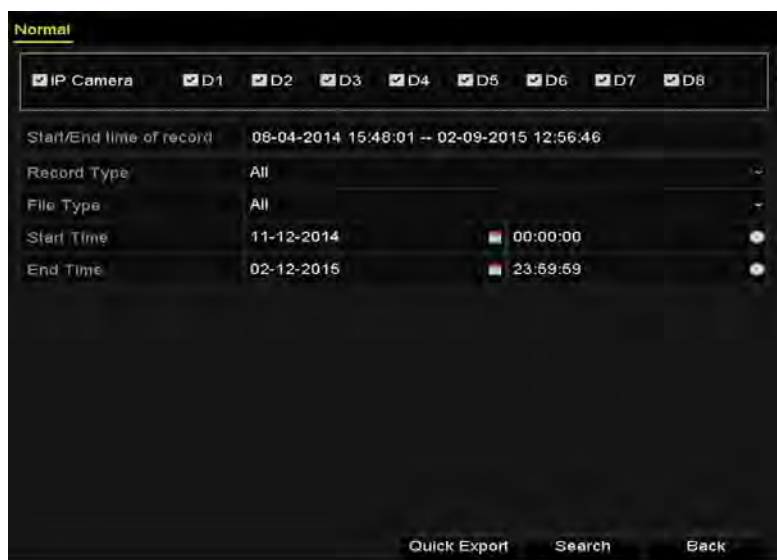 Normal
IP Camera D1 D2 D3 D4 D5 D6 D7 D8
Start/End time of record 08-04-2014 15:48:01 -- 02-09-2015 12:56:46
Record Type All
File Type All
Start Time 11-12-2014 00:00:00
End Time 02-12-2015 23:59:59
Quick Export Search Back